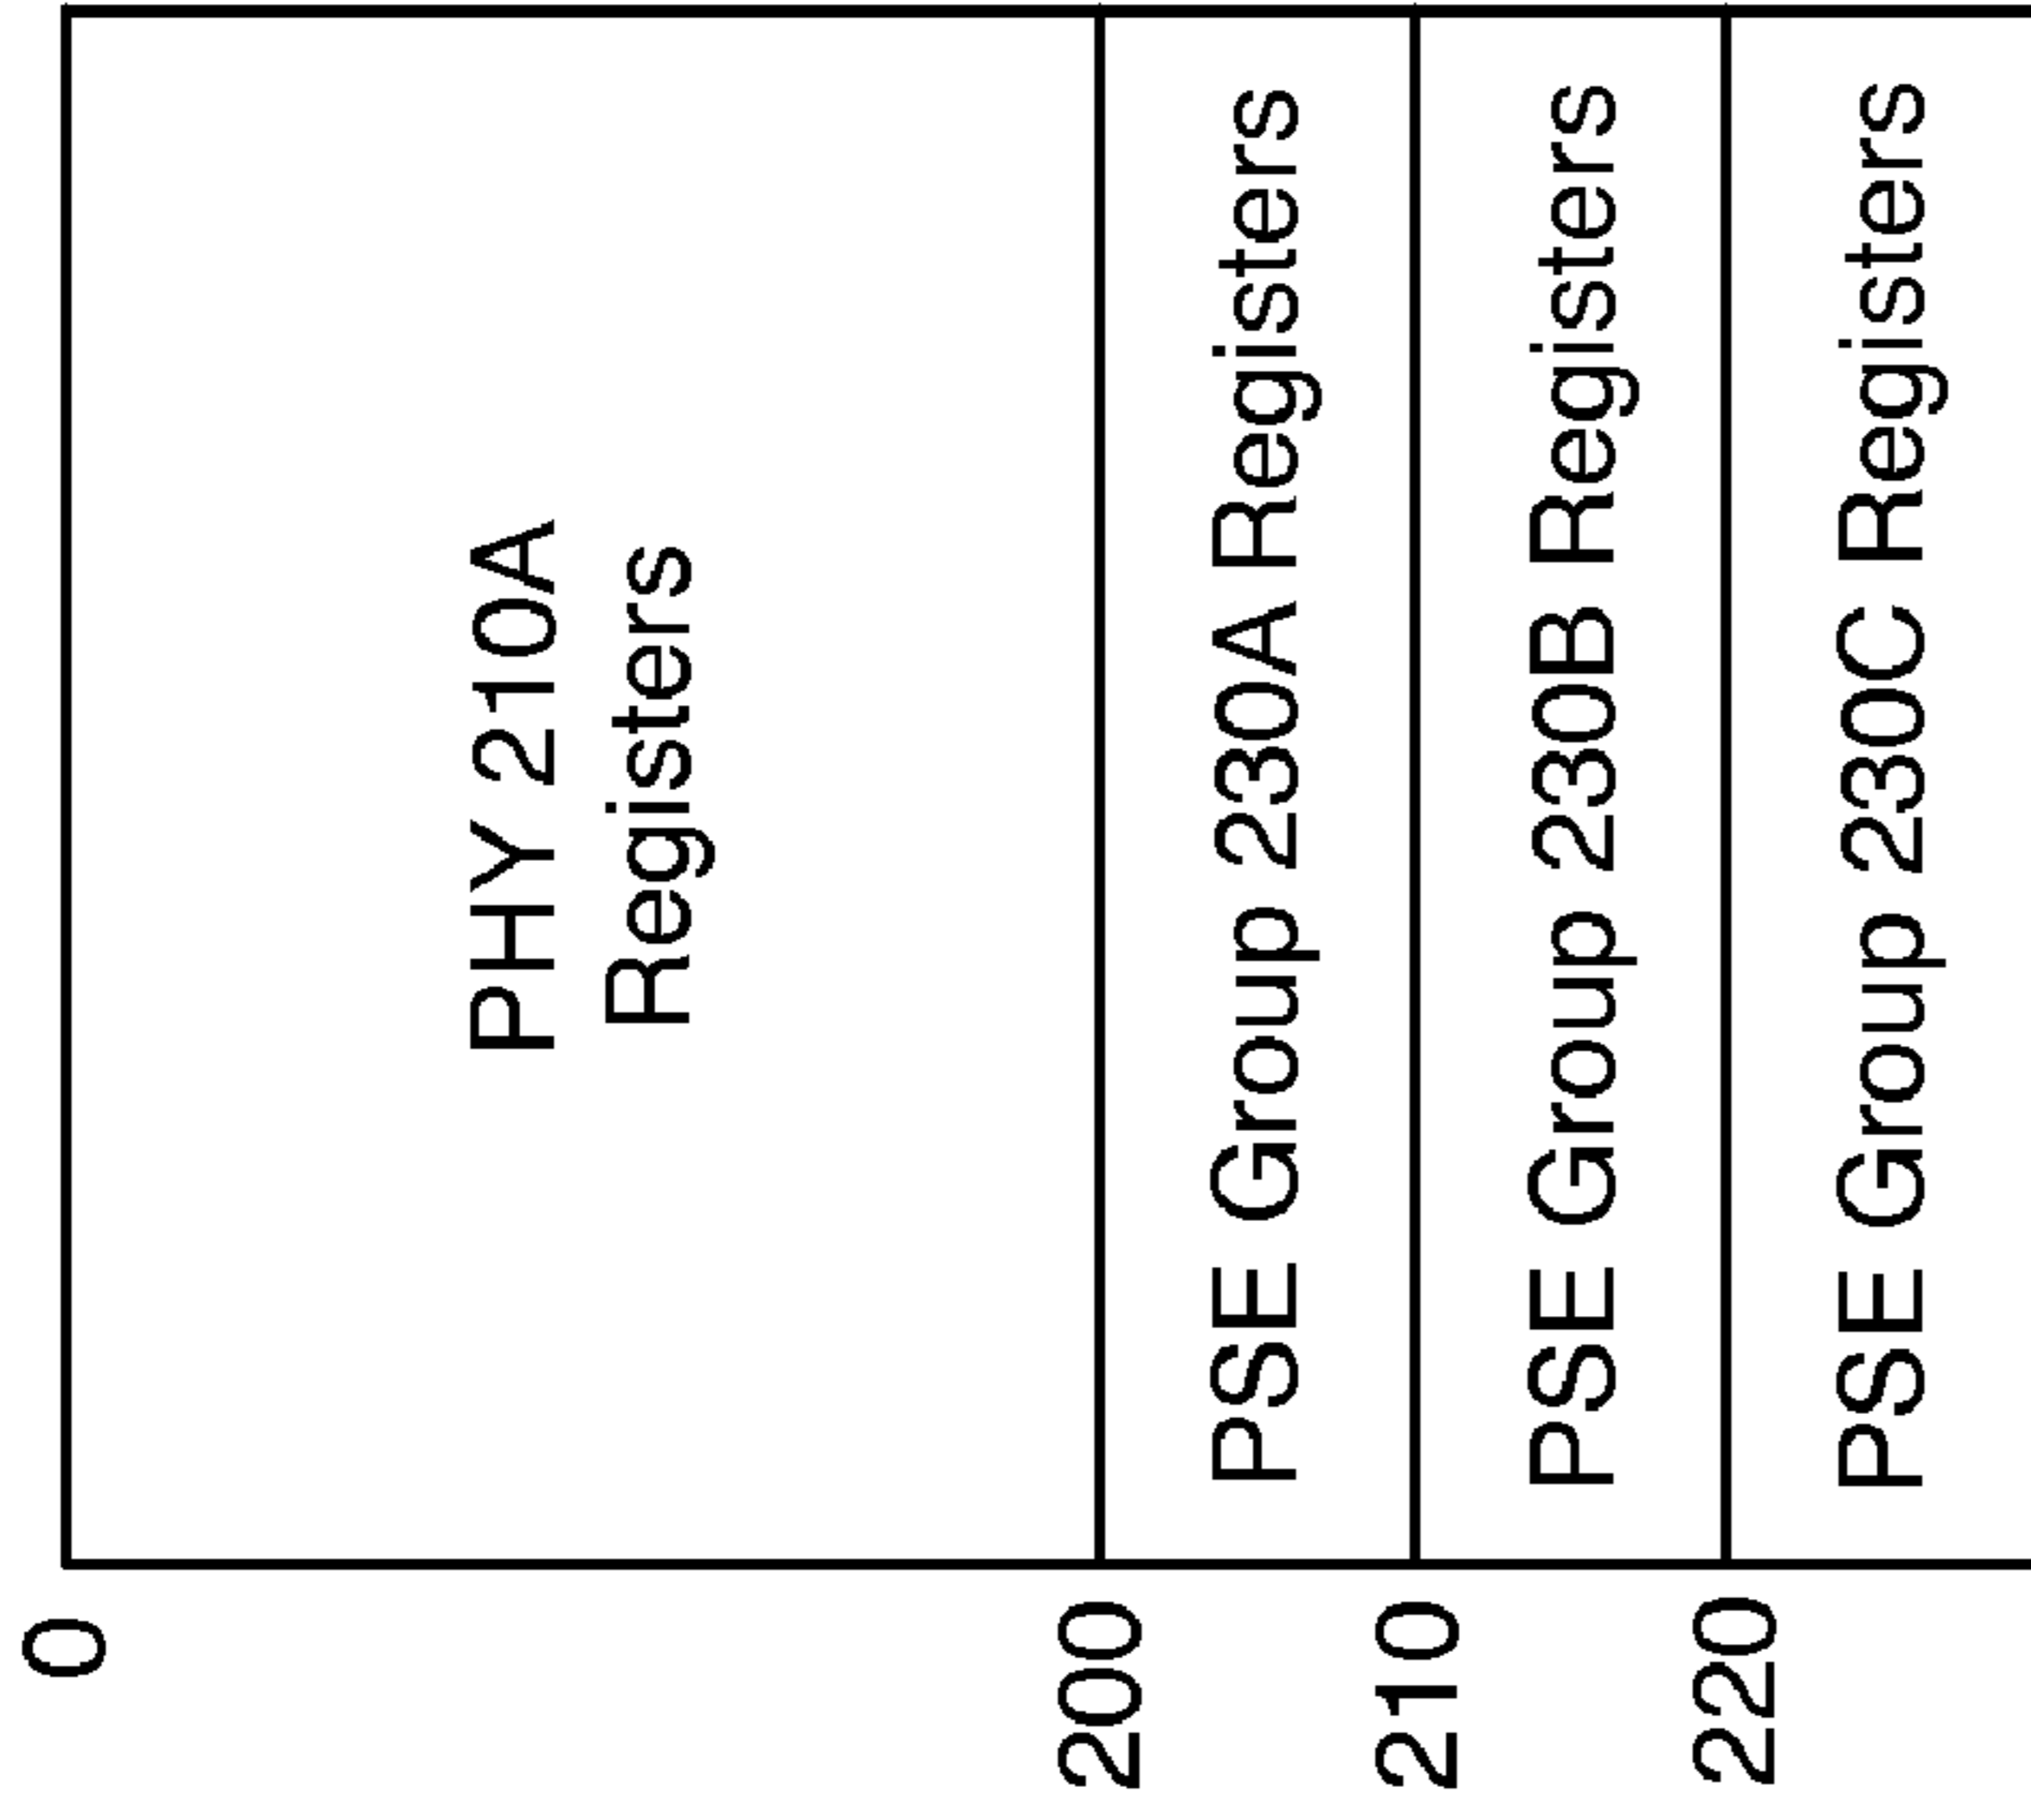 0
PHY 210A
Registers
200
PSE Group 230A Registers
210
PSE Group 230B Registers
220
PSE Group 230C Registers